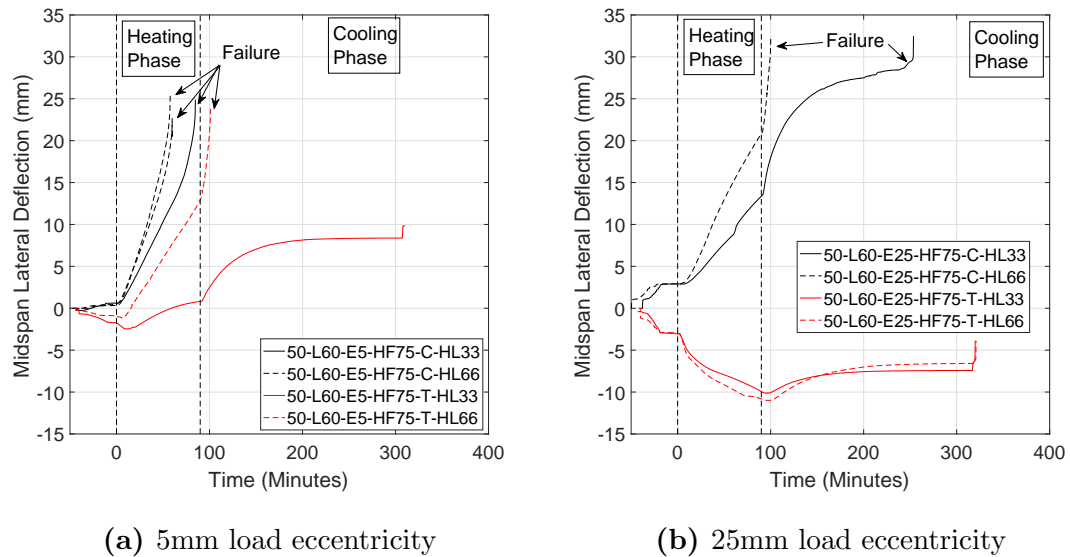 Heating
Phase
Failure
Cooling
Phase
35
30
25
20
15
10
5
0
-5
-10
-15
Midspan Lateral Deflection (mm)
50-L60-E5-HF75-C-HL33
50-L60-E5-HF75-C-HL66
50-L60-E5-HF75-T-HL33
50-L60-E5-HF75-T-HL66
0 100 200 300 400
Time (Minutes)
(a) 5mm load eccentricity
Heating
Phase
Failure
Cooling
Phase
35
30
25
20
15
10
5
0
-5
-10
-15
Midspan Lateral Deflection (mm)
50-L60-E25-HF75-C-HL33
50-L60-E25-HF75-C-HL66
50-L60-E25-HF75-T-HL33
50-L60-E25-HF75-T-HL66
0 100 200 300 400
Time (Minutes)
(b) 25mm load eccentricity